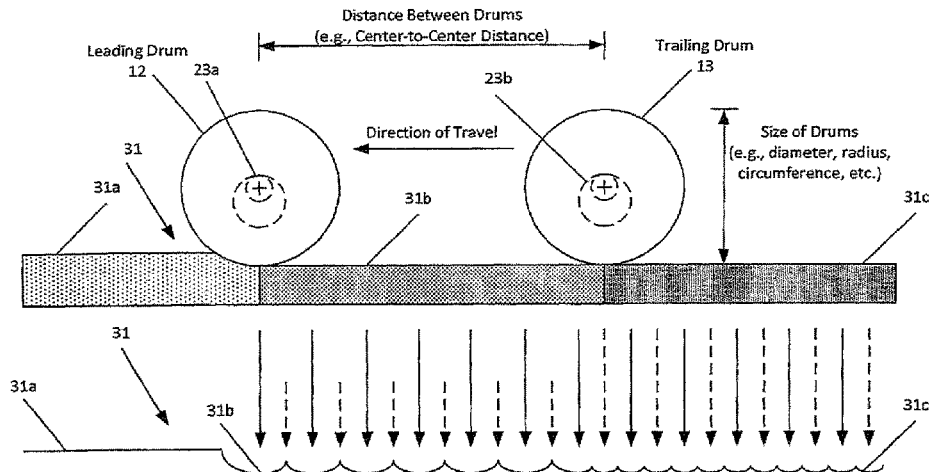 Distance Between Drums
(e.g., Center-to-Center Distance)
Leading Drum
12
23a
23b
Trailing Drum
13
Direction of Travel
Size of Drums
(e.g., diameter, radius,
circumference, etc.)
31
31a
31b
31c
31
31a
31b
31c